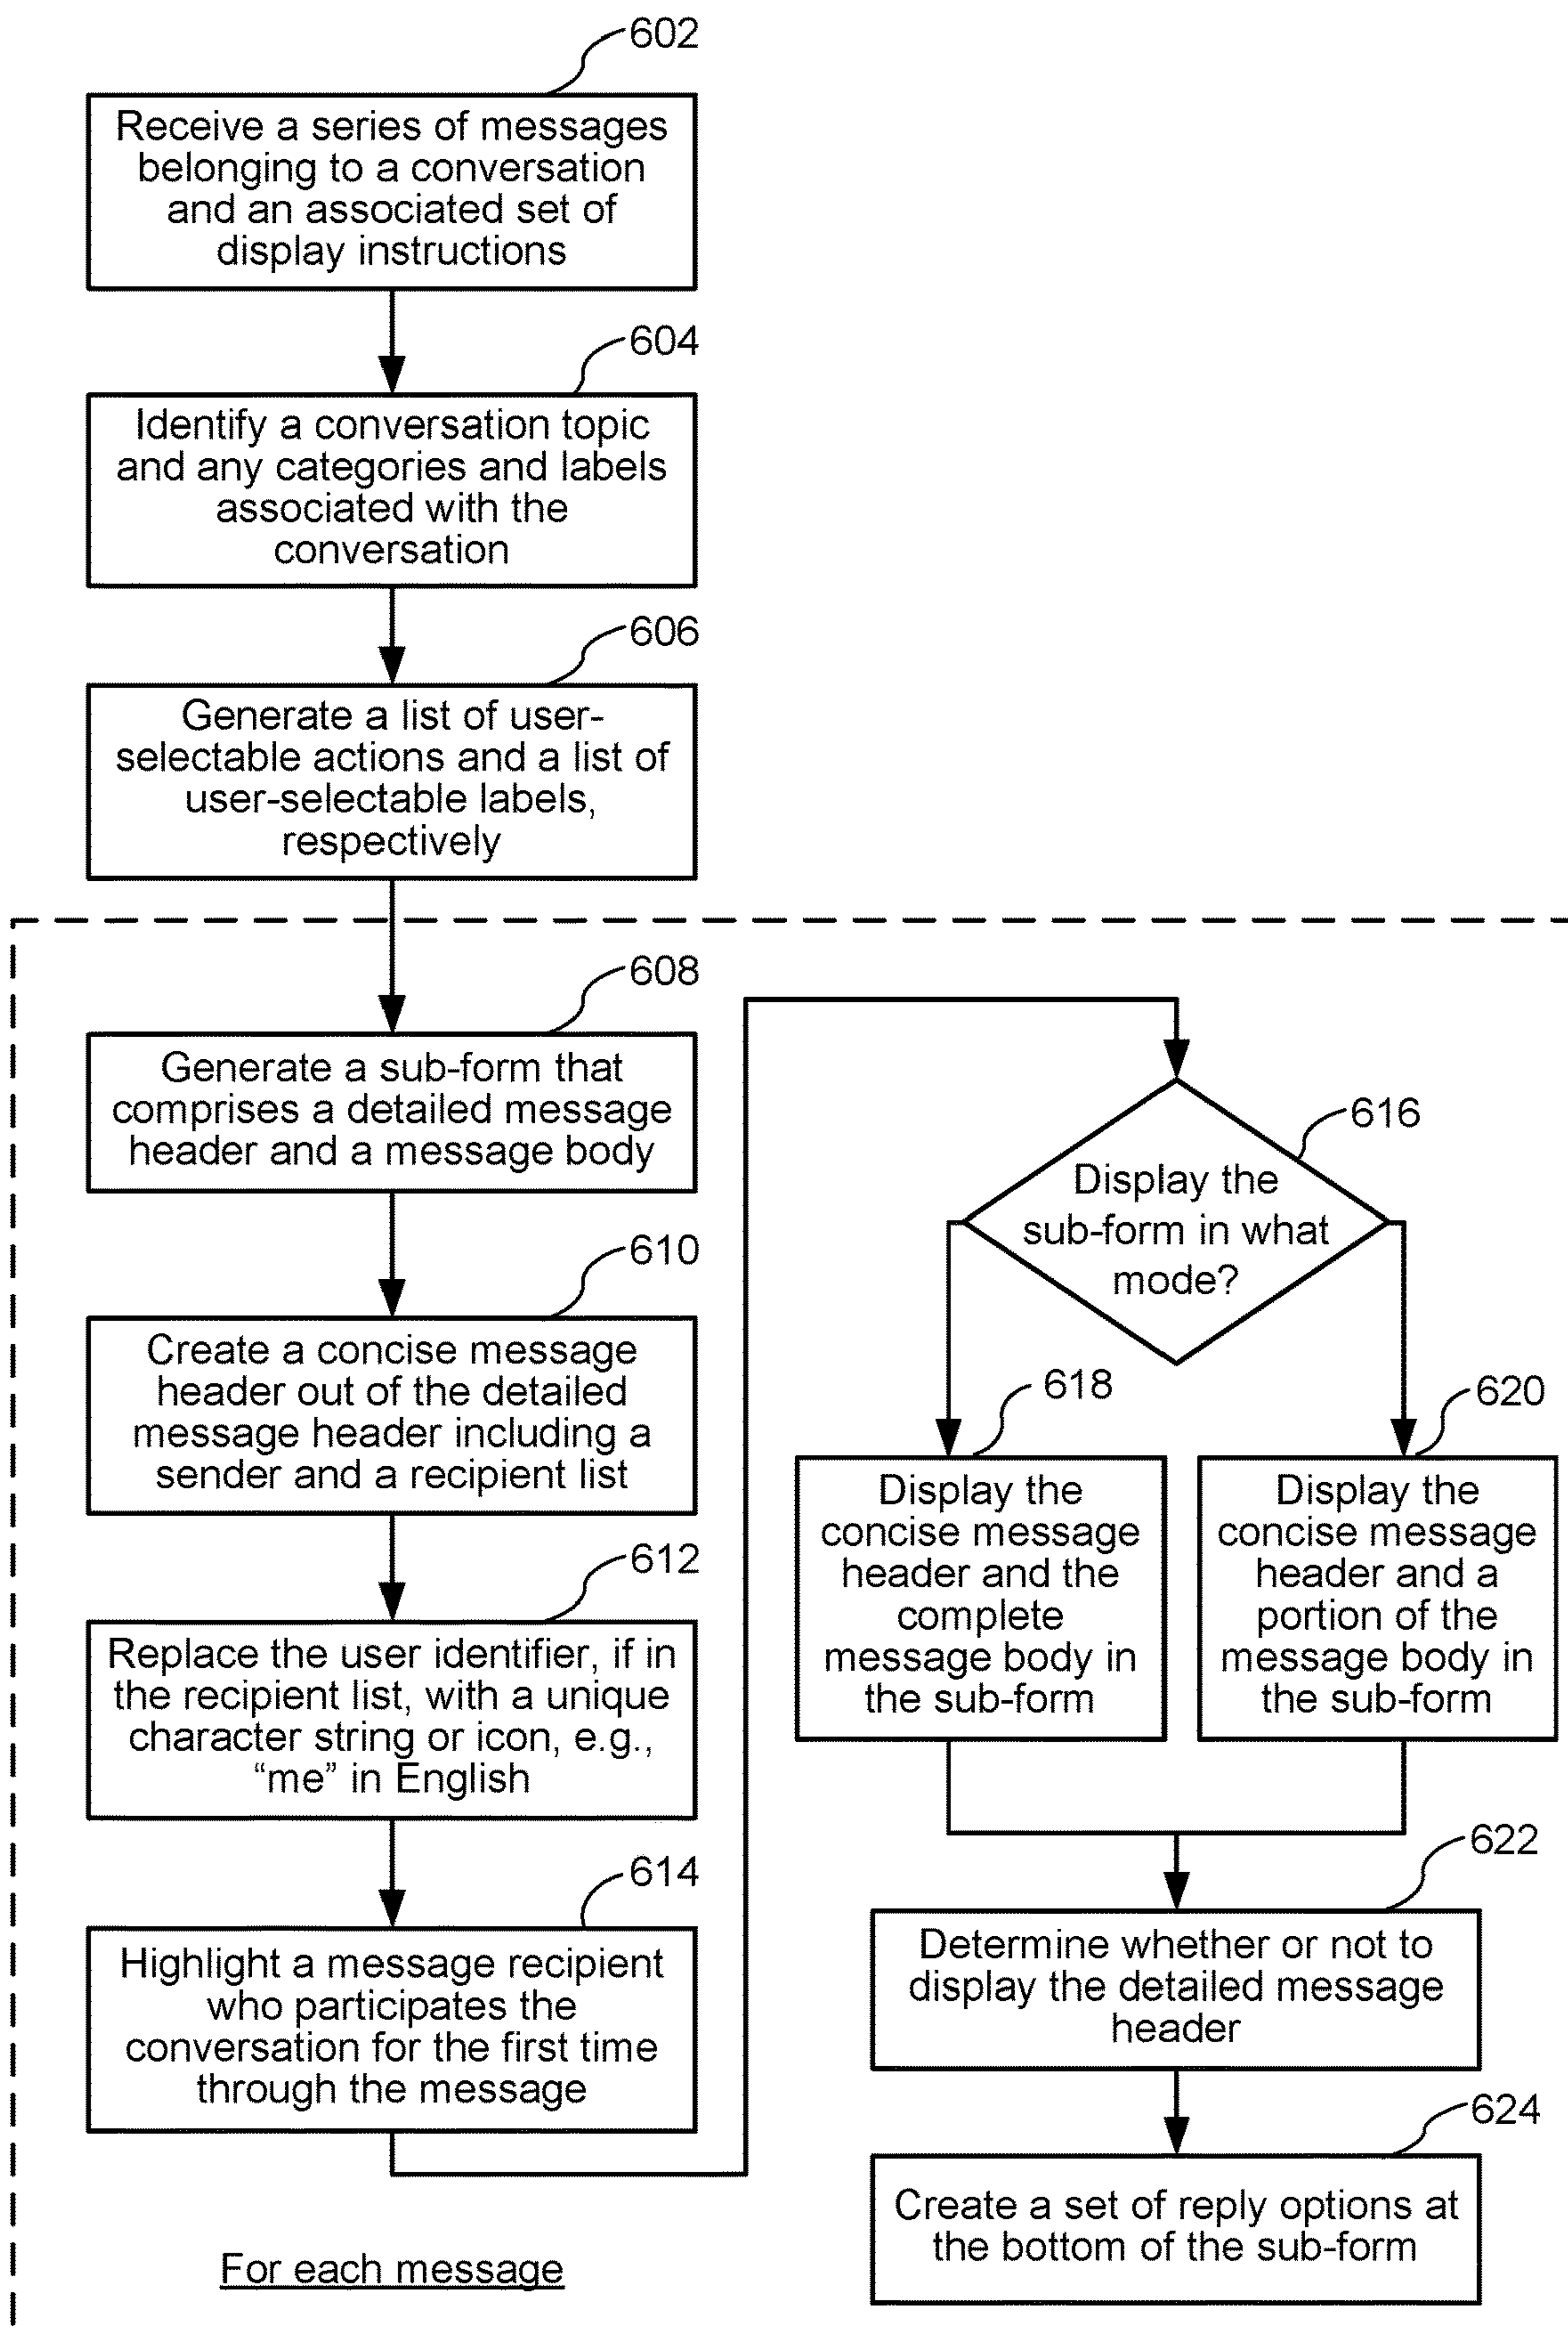 602
Receive a series of messages
belonging to a conversation
and an associated set of
display instructions
604
Identify a conversation topic
and any categories and labels
associated with the
conversation
606
Generate a list of user-
selectable actions and a list of
user-selectable labels,
respectively
608
Generate a sub-form that
comprises a detailed message
header and a message body
610
Create a concise message
header out of the detailed
message header including a
sender and a recipient list
612
Replace the user identifier, if in
the recipient list, with a unique
character string or icon, e.g.,
“me” in English
614
Highlight a message recipient
who participates the
conversation for the first time
through the message
For each message
616
Display the
sub-form in what
mode?
618
Display the
concise message
header and the
complete
message body in
the sub-form
620
Display the
concise message
header and a
portion of the
message body in
the sub-form
622
Determine whether or not to
display the detailed message
header
624
Create a set of reply options at
the bottom of the sub-form